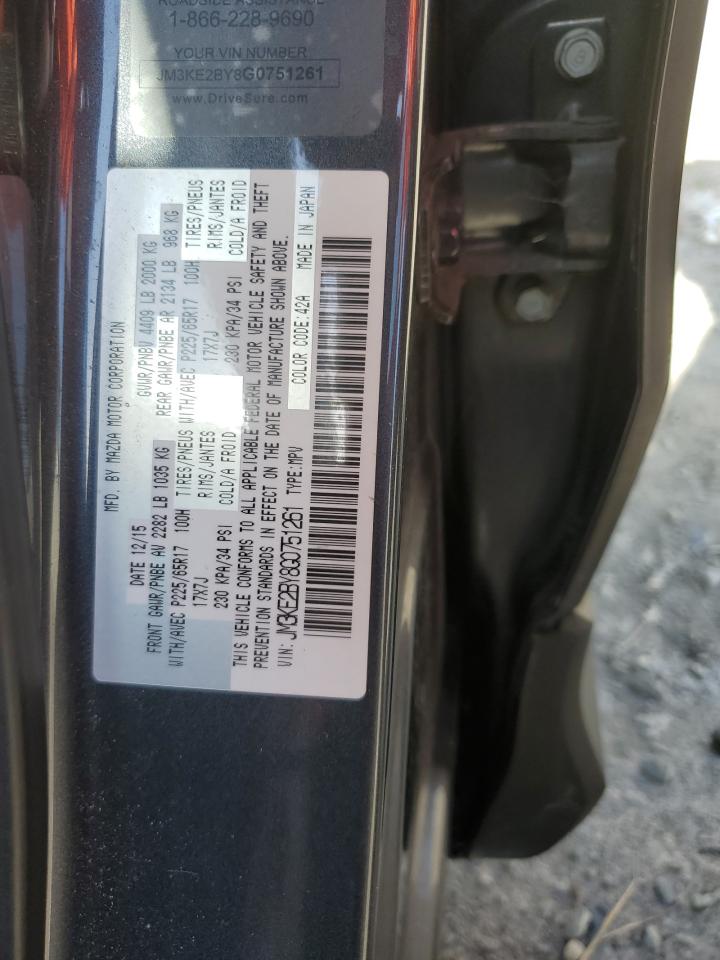 ROADSIDE ASSISTANCE
1-866-228-9690
YOUR VIN NUMBER
JM3KE2BY8G0751261
www.DriveSure.com
MFD. BY MAZDA MOTOR CORPORATION
DATE 12/15 GVWR/PNBV 4409 LB 2000 KG
FRONT GAWR/PNBE AV 2282 LB 1035 KG REAR GAWR/PNBE AR 2134 LB 968 KG
WITH/AVEC P225/65R17 100H TIRES/PNEUS WITH/AVEC P225/65R17 100H TIRES/PNEUS
17X7J RIMS/JANTES 17X7J RIMS/JANTES
230 KPA/34 PSI COLD/A FROID 230 KPA/34 PSI COLD/A FROID
THIS VEHICLE CONFORMS TO ALL APPLICABLE FEDERAL MOTOR VEHICLE SAFETY AND THEFT
PREVENTION STANDARDS IN EFFECT ON THE DATE OF MANUFACTURE SHOWN ABOVE.
VIN: JM3KE2BY8G0751261 TYPE:MPV COLOR CODE:42A MADE IN JAPAN